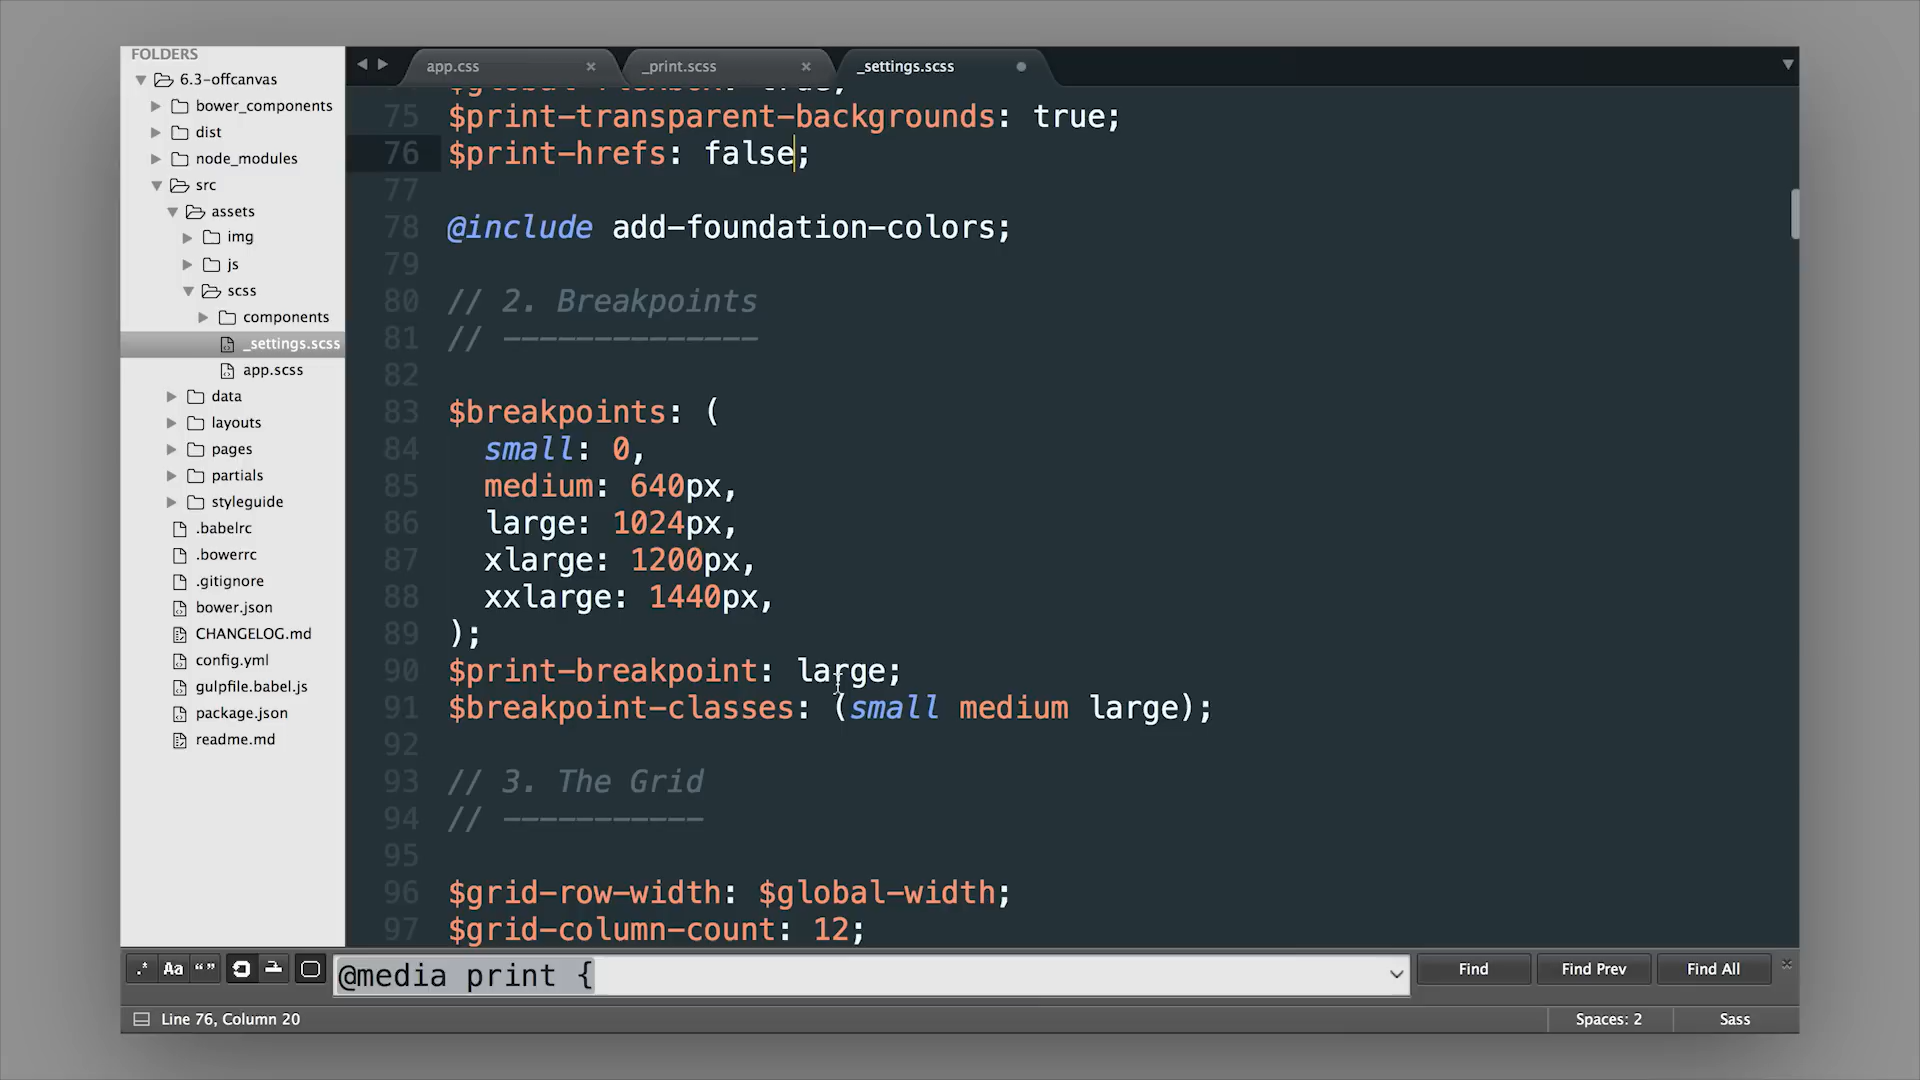 FOLDERS
6.3-offcanvas
bower_components
dist
node_modules
src
assets
img
js
scss
components
_settings.scss
app.scss
data
layouts
pages
partials
styleguide
.babelrc
.bowerrc
.gitignore
bower.json
CHANGELOG.md
config.yml
gulpfile.babel.js
package.json
readme.md
app.css × _print.scss × _settings.scss
$global-flexbox: true;
75 $print-transparent-backgrounds: true;
76 $print-hrefs: false;
77
78 @include add-foundation-colors;
79
80 // 2. Breakpoints
81 // --------------
82
83 $breakpoints: (
84 small: 0,
85 medium: 640px,
86 large: 1024px,
87 xlarge: 1200px,
88 xxlarge: 1440px,
89 );
90 $print-breakpoint: large;
91 $breakpoint-classes: (small medium large);
92
93 // 3. The Grid
94 // -----------
95
96 $grid-row-width: $global-width;
97 $grid-column-count: 12;
.* Aa “” @media print { Find Find Prev Find All ×
Line 76, Column 20 Spaces: 2 Sass